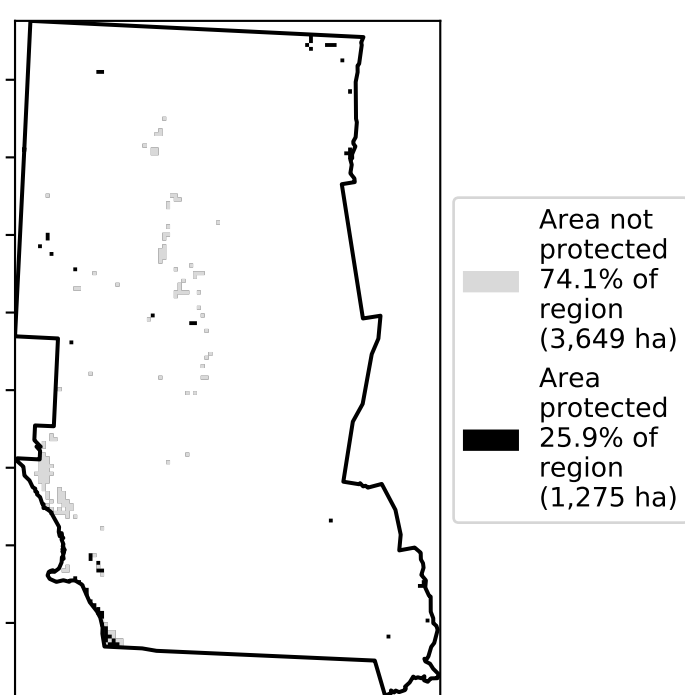 Area not
protected
74.1% of
region
(3,649 ha)
Area
protected
25.9% of
region
(1,275 ha)